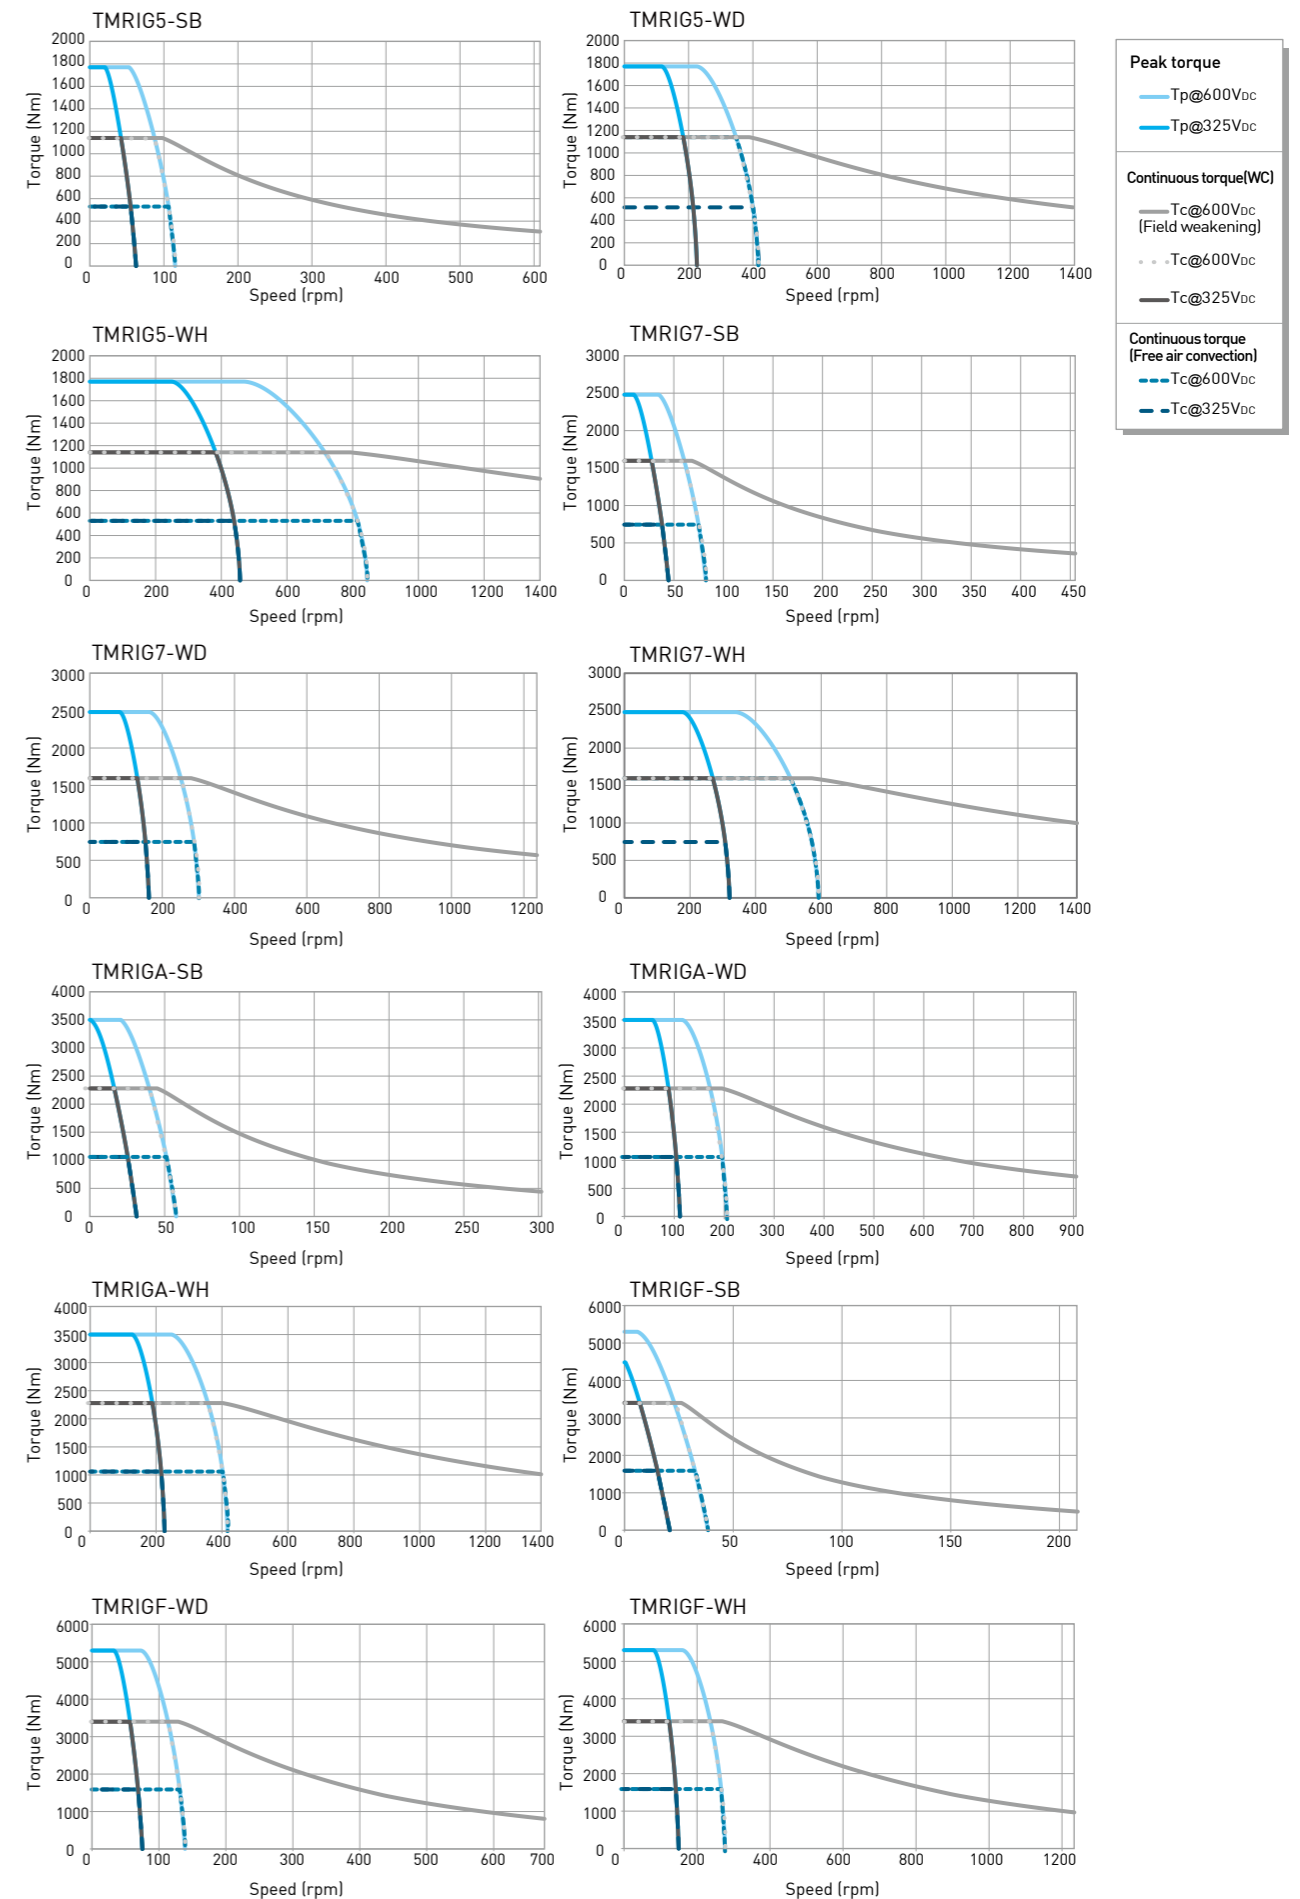 TMRIG5-SB
Torque (Nm)
2000
1800
1600
1400
1200
1000
800
600
400
200
0
0 100 200 300 400 500 600
Speed (rpm)
TMRIG5-WD
Torque (Nm)
2000
1800
1600
1400
1200
1000
800
600
400
200
0
0 200 400 600 800 1000 1200 1400
Speed (rpm)
Peak torque
Tp@600VDC
Tp@325VDC
Continuous torque(WC)
Tc@600VDC
(Field weakening)
Tc@600VDC
Tc@325VDC
Continuous torque
(Free air convection)
Tc@600VDC
Tc@325VDC
TMRIG5-WH
Torque (Nm)
2000
1800
1600
1400
1200
1000
800
600
400
200
0
0 200 400 600 800 1000 1200 1400
Speed (rpm)
TMRIG7-SB
Torque (Nm)
3000
2500
2000
1500
1000
500
0
0 50 100 150 200 250 300 350 400 450
Speed (rpm)
TMRIG7-WD
Torque (Nm)
3000
2500
2000
1500
1000
500
0
0 200 400 600 800 1000 1200
Speed (rpm)
TMRIG7-WH
Torque (Nm)
3000
2500
2000
1500
1000
500
0
0 200 400 600 800 1000 1200 1400
Speed (rpm)
TMRIGA-SB
Torque (Nm)
4000
3500
3000
2500
2000
1500
1000
500
0
0 50 100 150 200 250 300
Speed (rpm)
TMRIGA-WD
Torque (Nm)
4000
3500
3000
2500
2000
1500
1000
500
0
0 100 200 300 400 500 600 700 800 900
Speed (rpm)
TMRIGA-WH
Torque (Nm)
4000
3500
3000
2500
2000
1500
1000
500
0
0 200 400 600 800 1000 1200 1400
Speed (rpm)
TMRIGF-SB
Torque (Nm)
6000
5000
4000
3000
2000
1000
0
0 50 100 150 200
Speed (rpm)
TMRIGF-WD
Torque (Nm)
6000
5000
4000
3000
2000
1000
0
0 100 200 300 400 500 600 700
Speed (rpm)
TMRIGF-WH
Torque (Nm)
6000
5000
4000
3000
2000
1000
0
0 200 400 600 800 1000 1200
Speed (rpm)